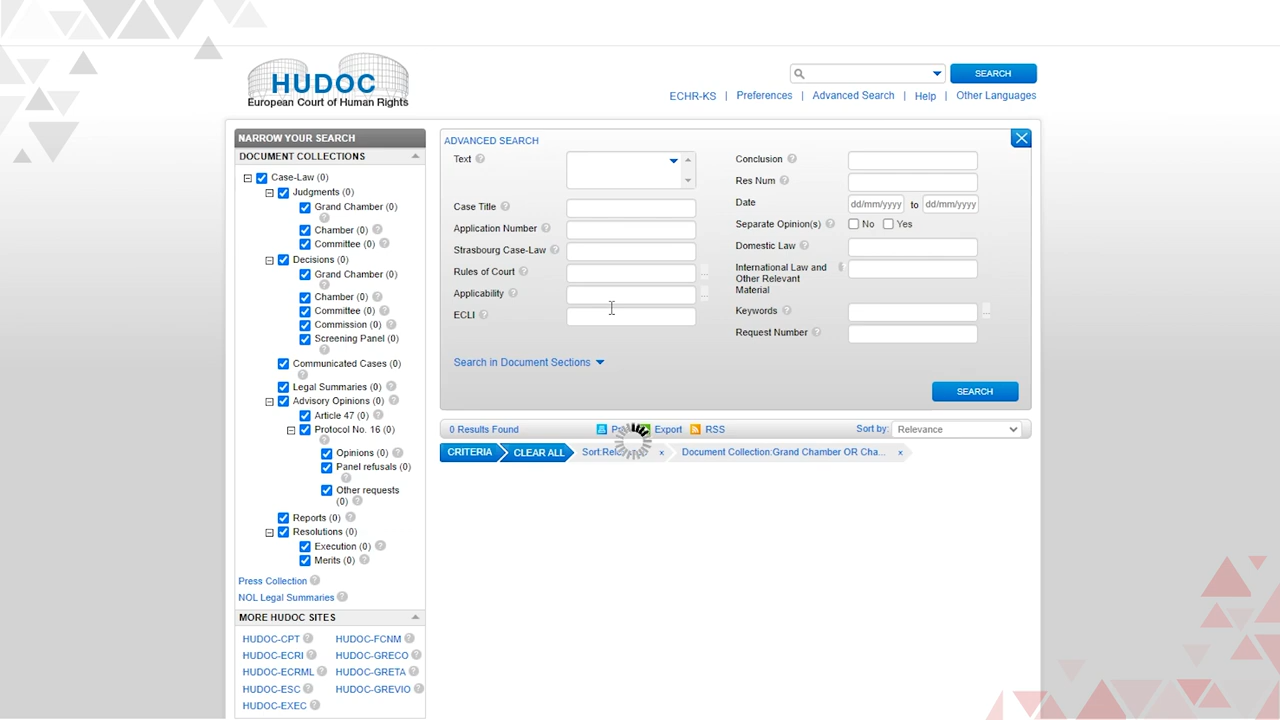 HUDOC
European Court of Human Rights
SEARCH
ECHR-KS | Preferences | Advanced Search | Help | Other Languages
NARROW YOUR SEARCH
DOCUMENT COLLECTIONS
Case-Law (0)
Judgments (0)
Grand Chamber (0)
Chamber (0)
Committee (0)
Decisions (0)
Grand Chamber (0)
Chamber (0)
Committee (0)
Commission (0)
Screening Panel (0)
Communicated Cases (0)
Legal Summaries (0)
Advisory Opinions (0)
Article 47 (0)
Protocol No. 16 (0)
Opinions (0)
Panel refusals (0)
Other requests
(0)
Reports (0)
Resolutions (0)
Execution (0)
Merits (0)
Press Collection
NOL Legal Summaries
MORE HUDOC SITES
HUDOC-CPT HUDOC-FCNM
HUDOC-ECRI HUDOC-GRECO
HUDOC-ECRML HUDOC-GRETA
HUDOC-ESC HUDOC-GREVIO
HUDOC-EXEC
ADVANCED SEARCH
Text
Case Title
Application Number
Strasbourg Case-Law
Rules of Court
Applicability
ECLI
Search in Document Sections
Conclusion
Res Num
Date dd/mm/yyyy to dd/mm/yyyy
Separate Opinion(s) No Yes
Domestic Law
International Law and
Other Relevant
Material
Keywords
Request Number
SEARCH
0 Results Found Export RSS Sort by: Relevance
CRITERIA CLEAR ALL x Document Collection:Grand Chamber OR Cha... x